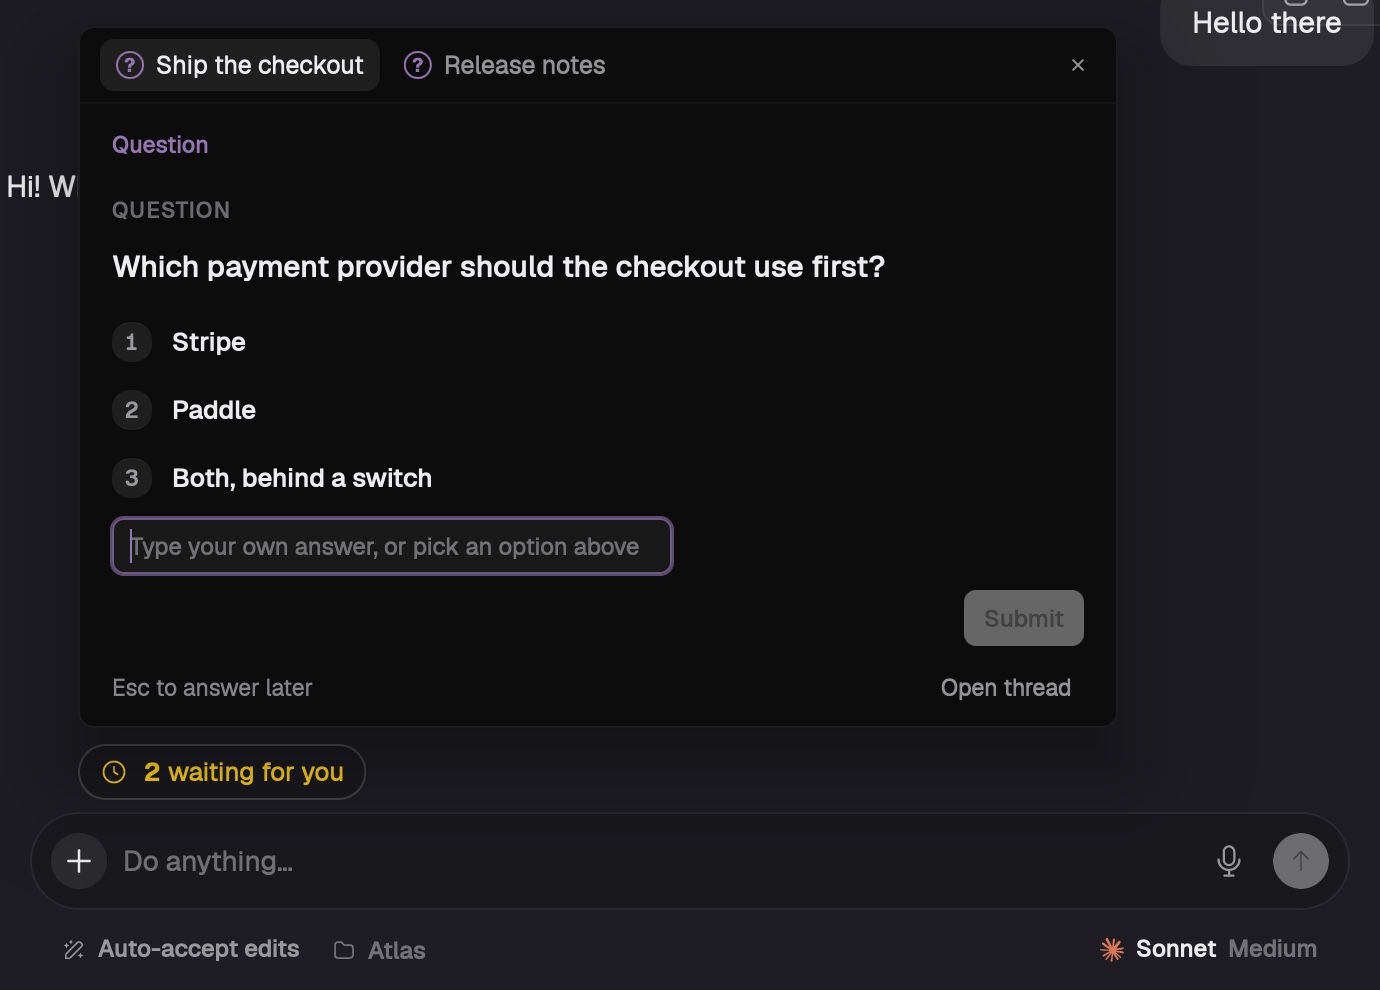 Hello there
Ship the checkout
Release notes
Question
Hi! W
QUESTION
Which payment provider should the checkout use first?
1 Stripe
2 Paddle
3 Both, behind a switch
Type your own answer, or pick an option above
Submit
Esc to answer later
Open thread
2 waiting for you
Do anything...
Auto-accept edits
Atlas
Sonnet Medium